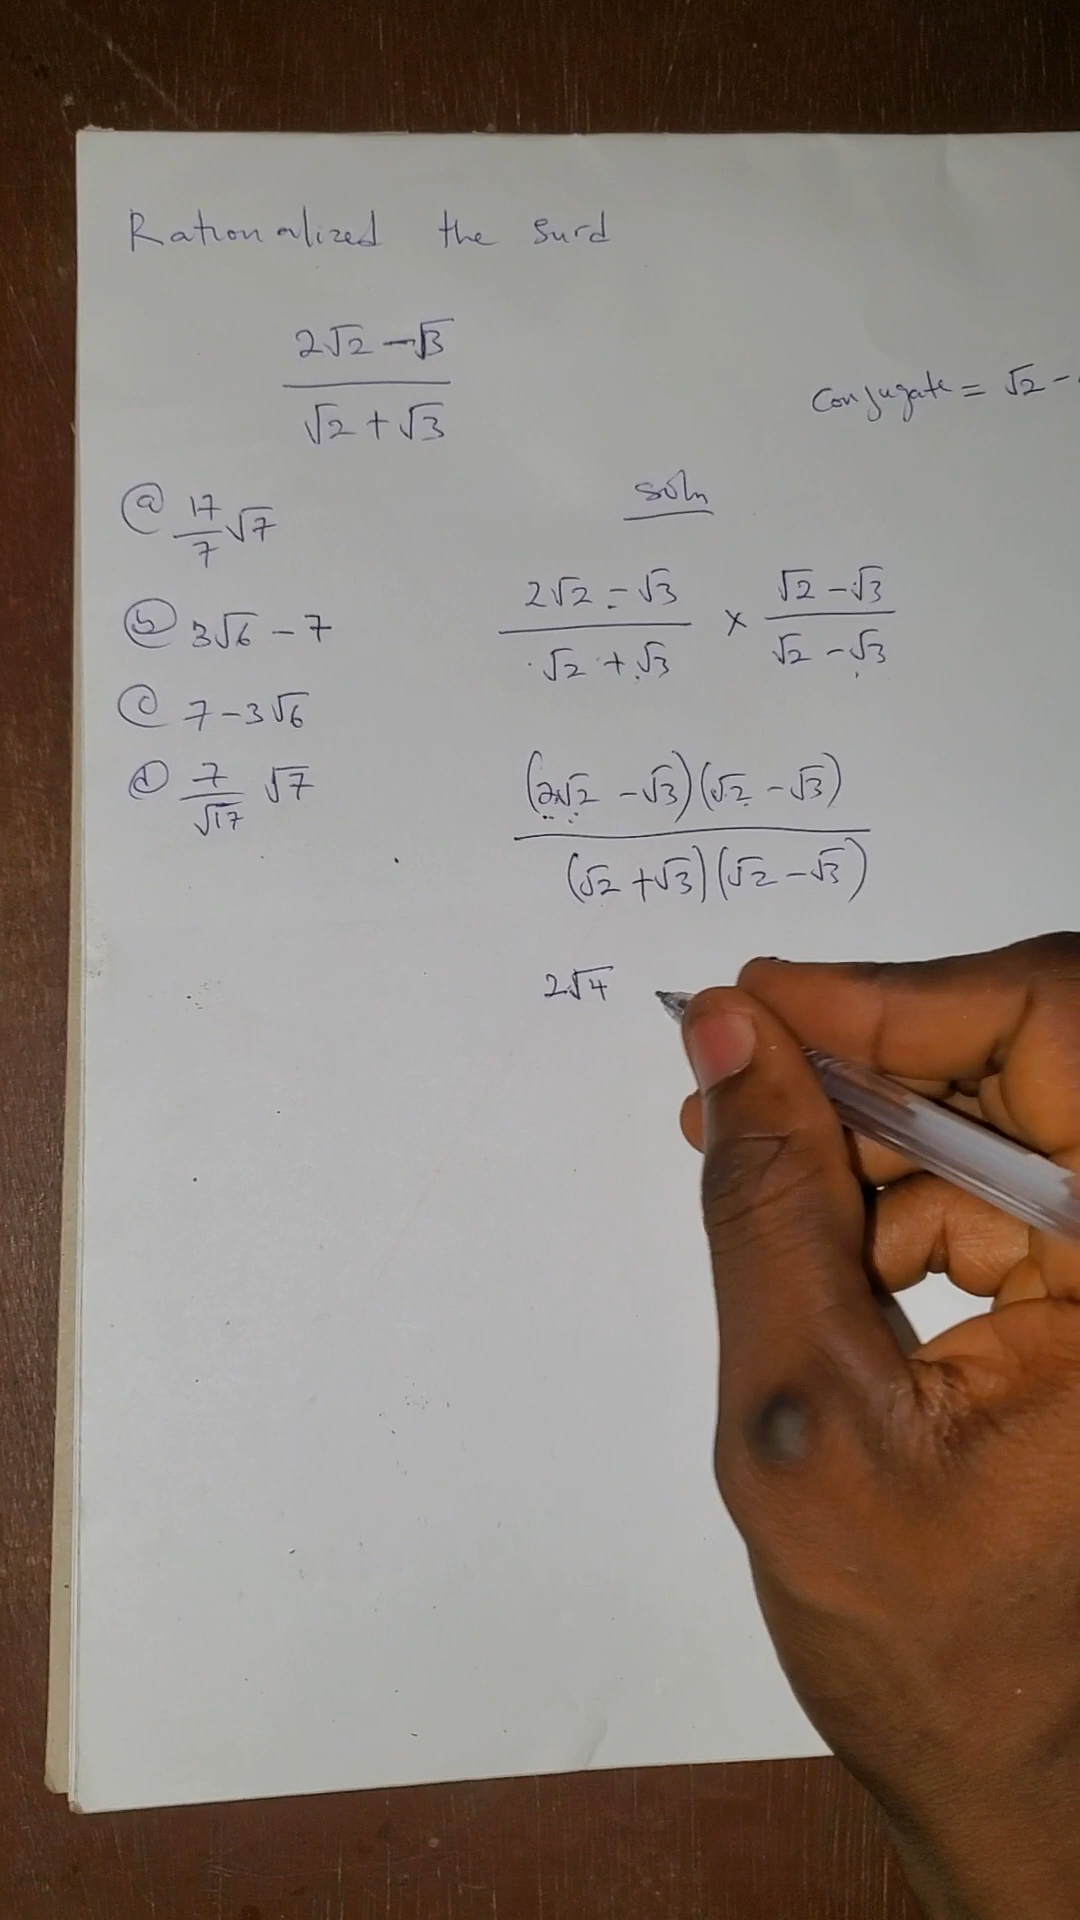 Rationalized the surd
2√2 - √3
√2 + √3
Conjugate = √2 -
(a) 17/7 √7
soln
(b) 3√6 - 7
2√2 - √3 × √2 - √3
√2 + √3 √2 - √3
(c) 7 - 3√6
(d) 7/√17 √7
(2√2 - √3)(√2 - √3)
(√2 + √3)(√2 - √3)
2√4